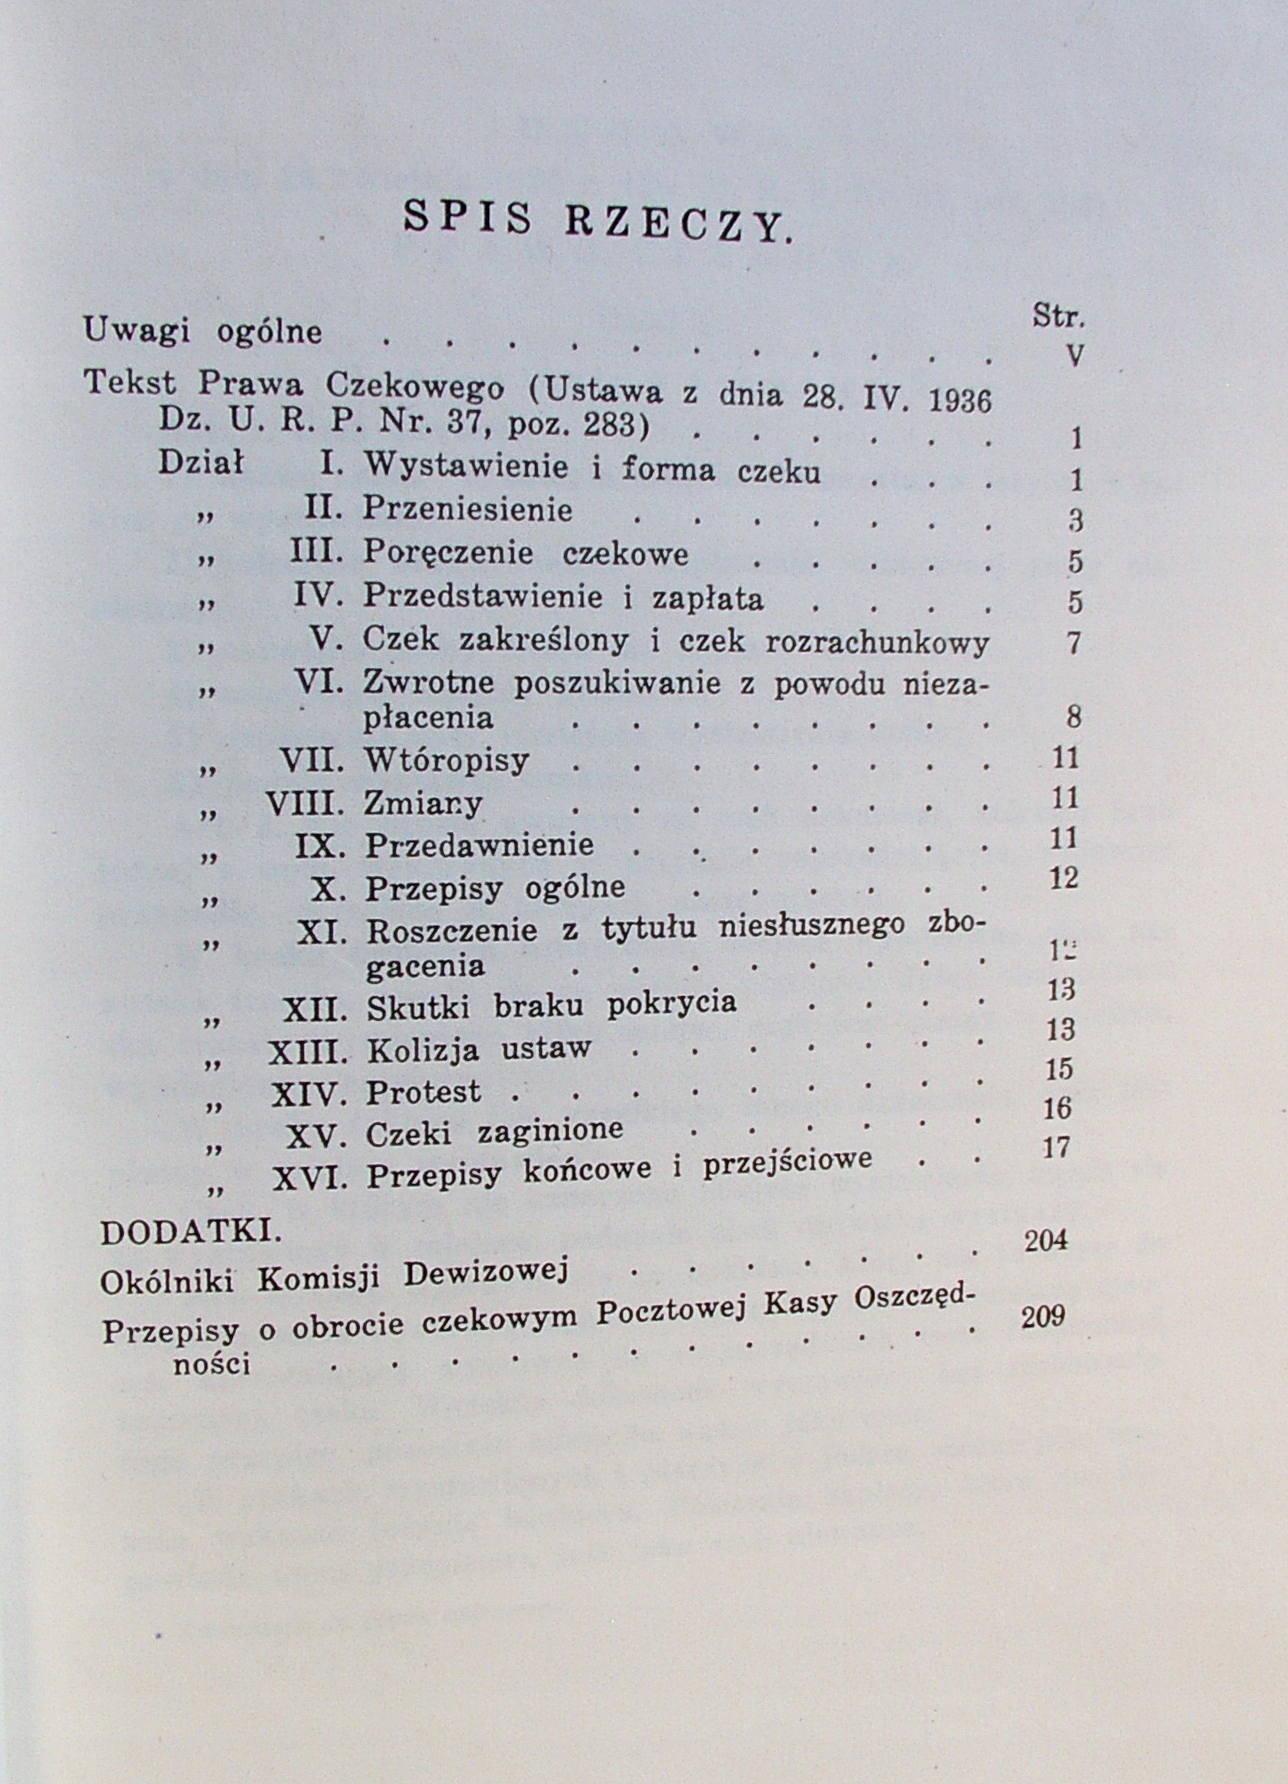 SPIS RZECZY.
Str.
Uwagi ogólne . . . . . . . . . . . V
Tekst Prawa Czekowego (Ustawa z dnia 28. IV. 1936
Dz. U. R. P. Nr. 37, poz. 283) . . . . . . 1
Dział I. Wystawienie i forma czeku . . . 1
„ II. Przeniesienie . . . . . . . 3
„ III. Poręczenie czekowe . . . . . 5
„ IV. Przedstawienie i zapłata . . . . 5
„ V. Czek zakreślony i czek rozrachunkowy 7
„ VI. Zwrotne poszukiwanie z powodu nieza-
płacenia . . . . . . . . 8
„ VII. Wtóropisy . . . . . . . . 11
„ VIII. Zmiany . . . . . . . . 11
„ IX. Przedawnienie . . . . . . . 11
„ X. Przepisy ogólne . . . . . . 12
„ XI. Roszczenie z tytułu niesłusznego zbo-
gacenia . . . . . . . .
„ XII. Skutki braku pokrycia . . . . 13
„ XIII. Kolizja ustaw . . . . . . . 13
„ XIV. Protest . . . . . . . . . 15
„ XV. Czeki zaginione . . . . . . 16
„ XVI. Przepisy końcowe i przejściowe . . 17
DODATKI.
Okólniki Komisji Dewizowej . . . . . . . 204
Przepisy o obrocie czekowym Pocztowej Kasy Oszczęd-
ności . . . . . . . . . . . . 209